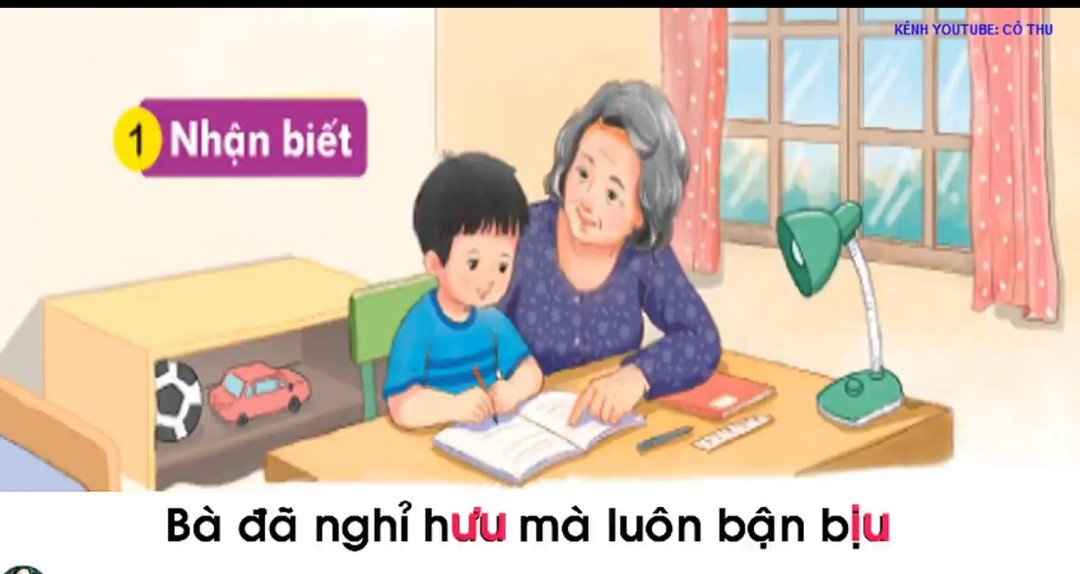 KÊNH YOUTUBE: CÔ THU
1 Nhận biết
Bà đã nghỉ hưu mà luôn bận bịu